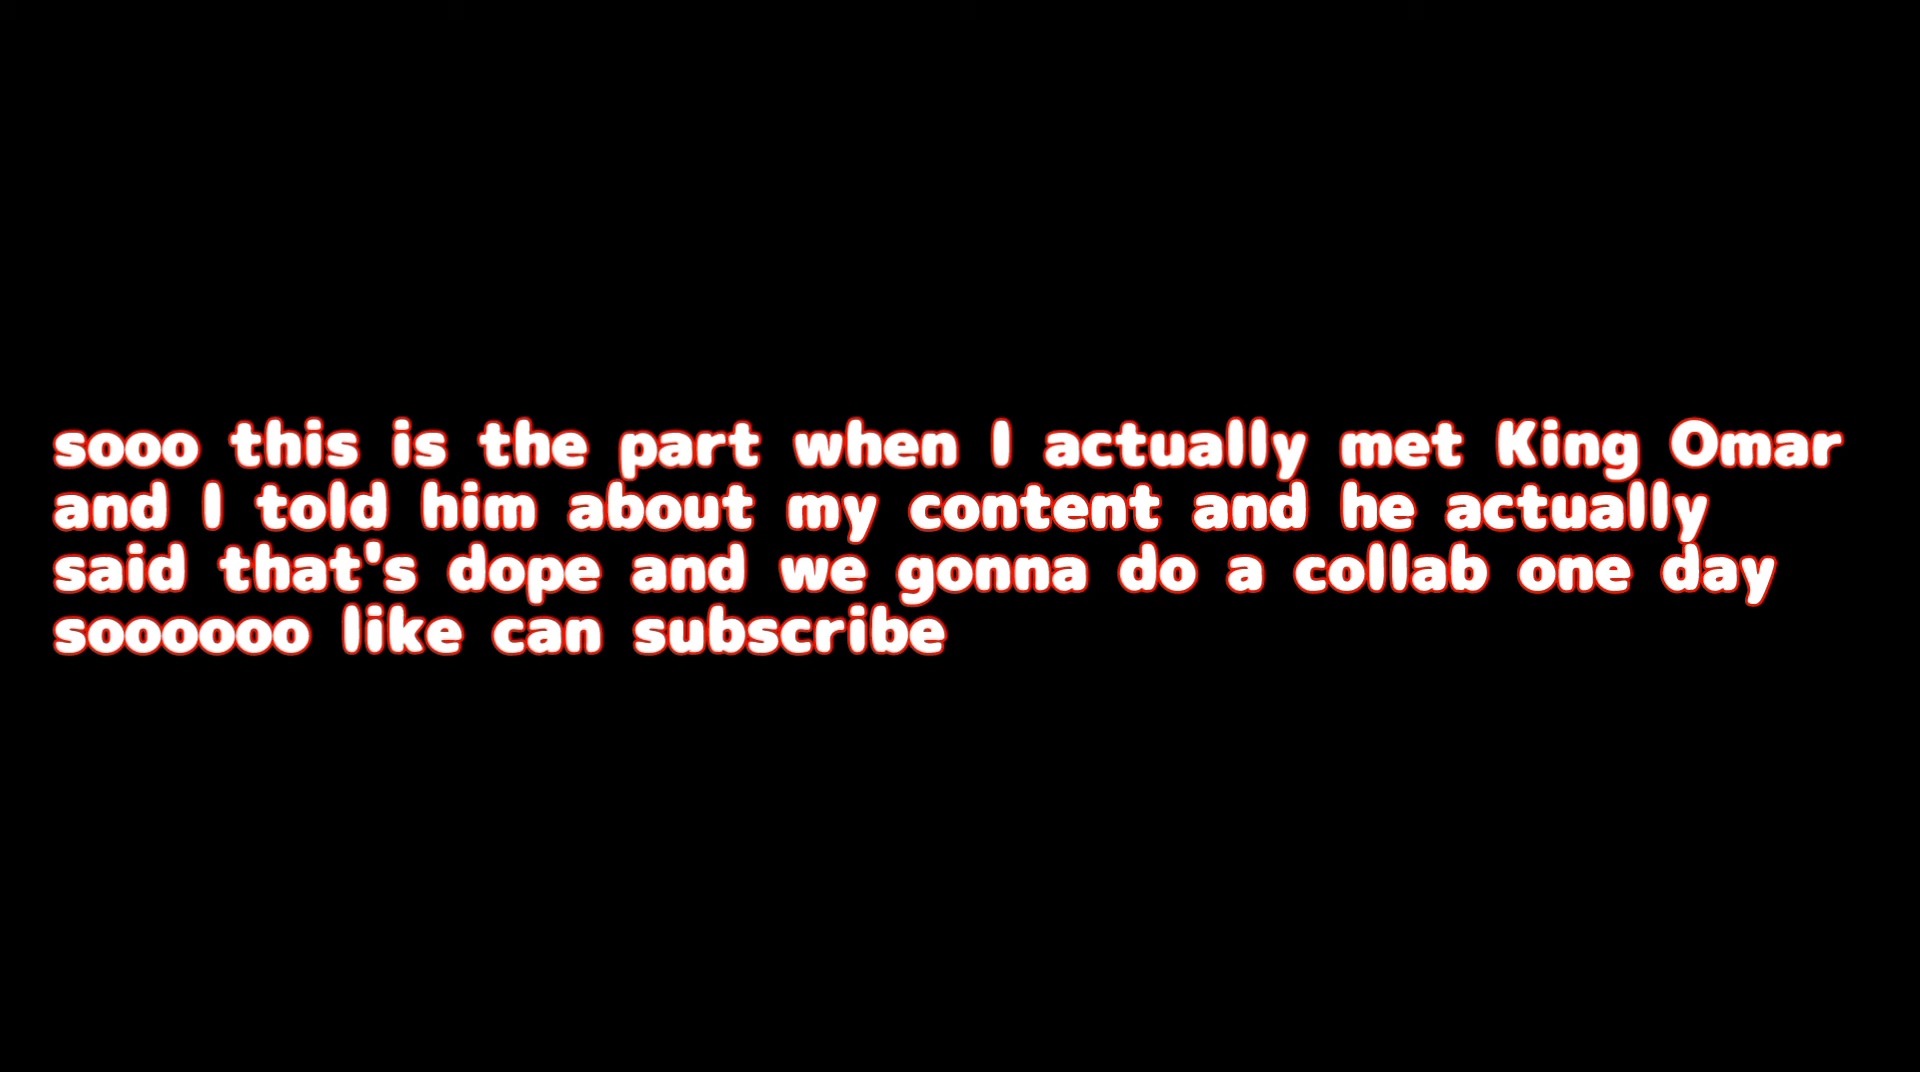 sooo this is the part when I actually met King Omar
and I told him about my content and he actually
said that's dope and we gonna do a collab one day
soooooo like can subscribe